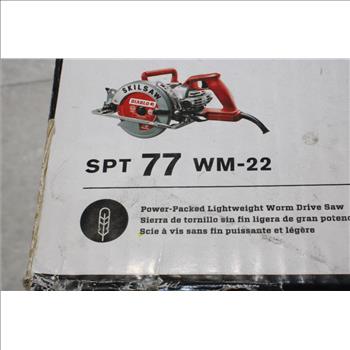 SKILSAW
DIABLO
SPT 77 WM-22
Power-Packed Lightweight Worm Drive Saw
Sierra de tornillo sin fin ligera de gran poten
Scie à vis sans fin puissante et légère